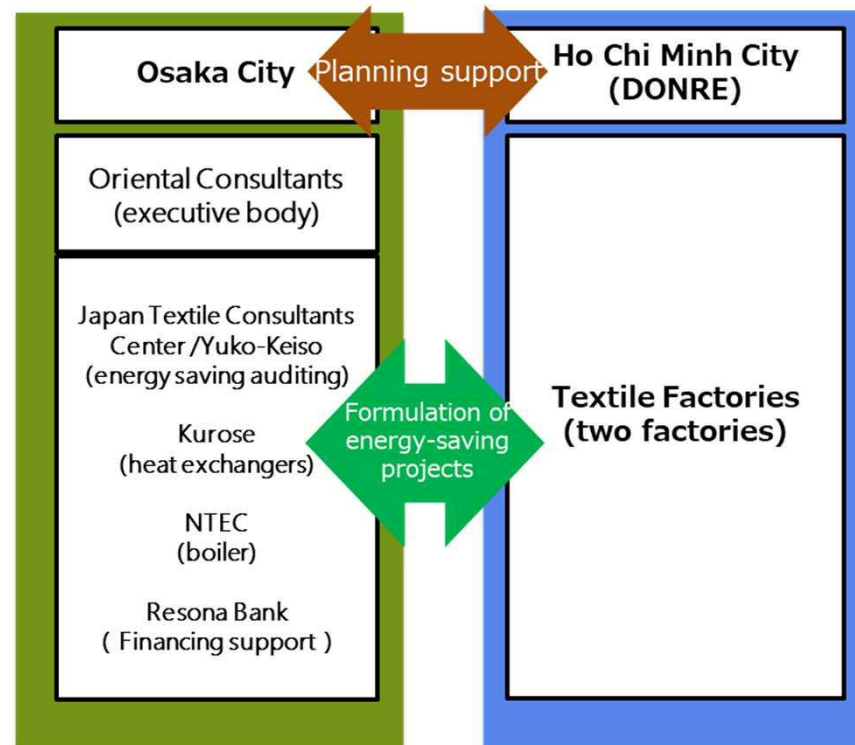 Osaka City
Planning support
Ho Chi Minh City
(DONRE)
Oriental Consultants
(executive body)
Japan Textile Consultants
Center /Yuko-Keiso
(energy saving auditing)
Kurose
(heat exchangers)
NTEC
(boiler)
Resona Bank
( Financing support )
Formulation of
energy-saving
projects
Textile Factories
(two factories)